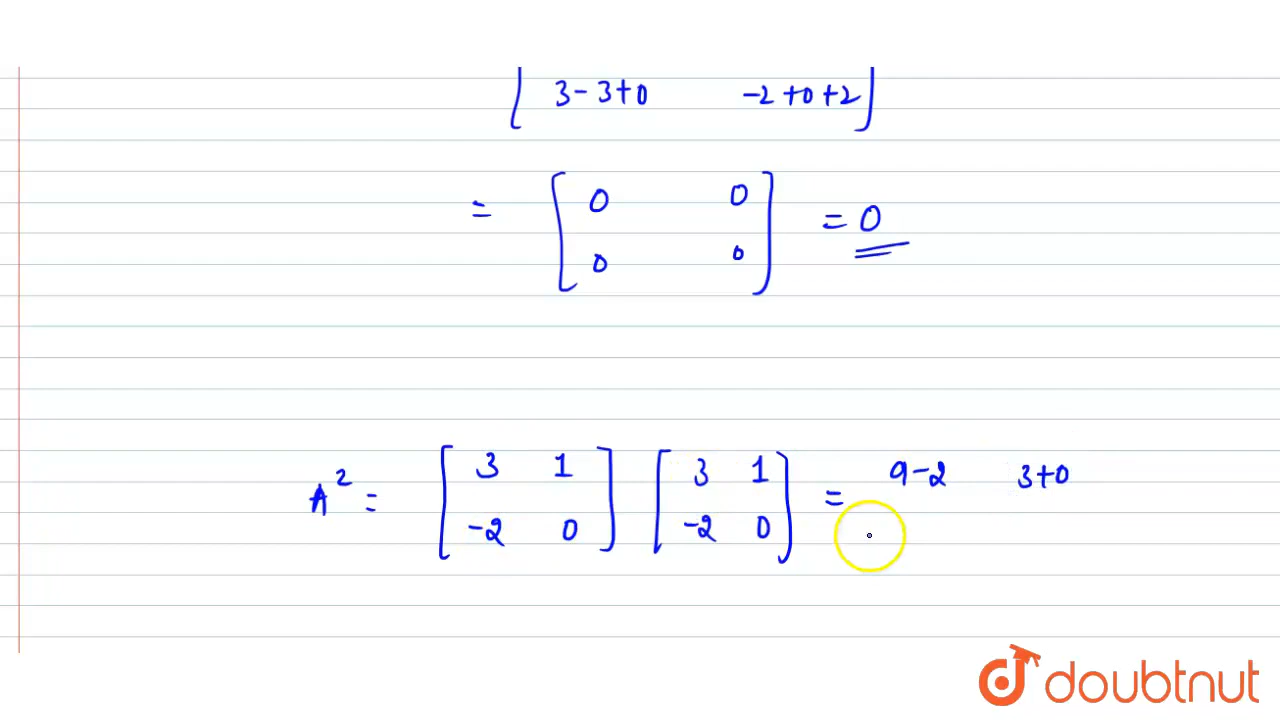 [ 3-3+0 -2+0+2 ]
= [ 0 0
0 0 ] = 0
A² = [ 3 1
-2 0 ] [ 3 1
-2 0 ] = 9-2 3+0
doubtnut